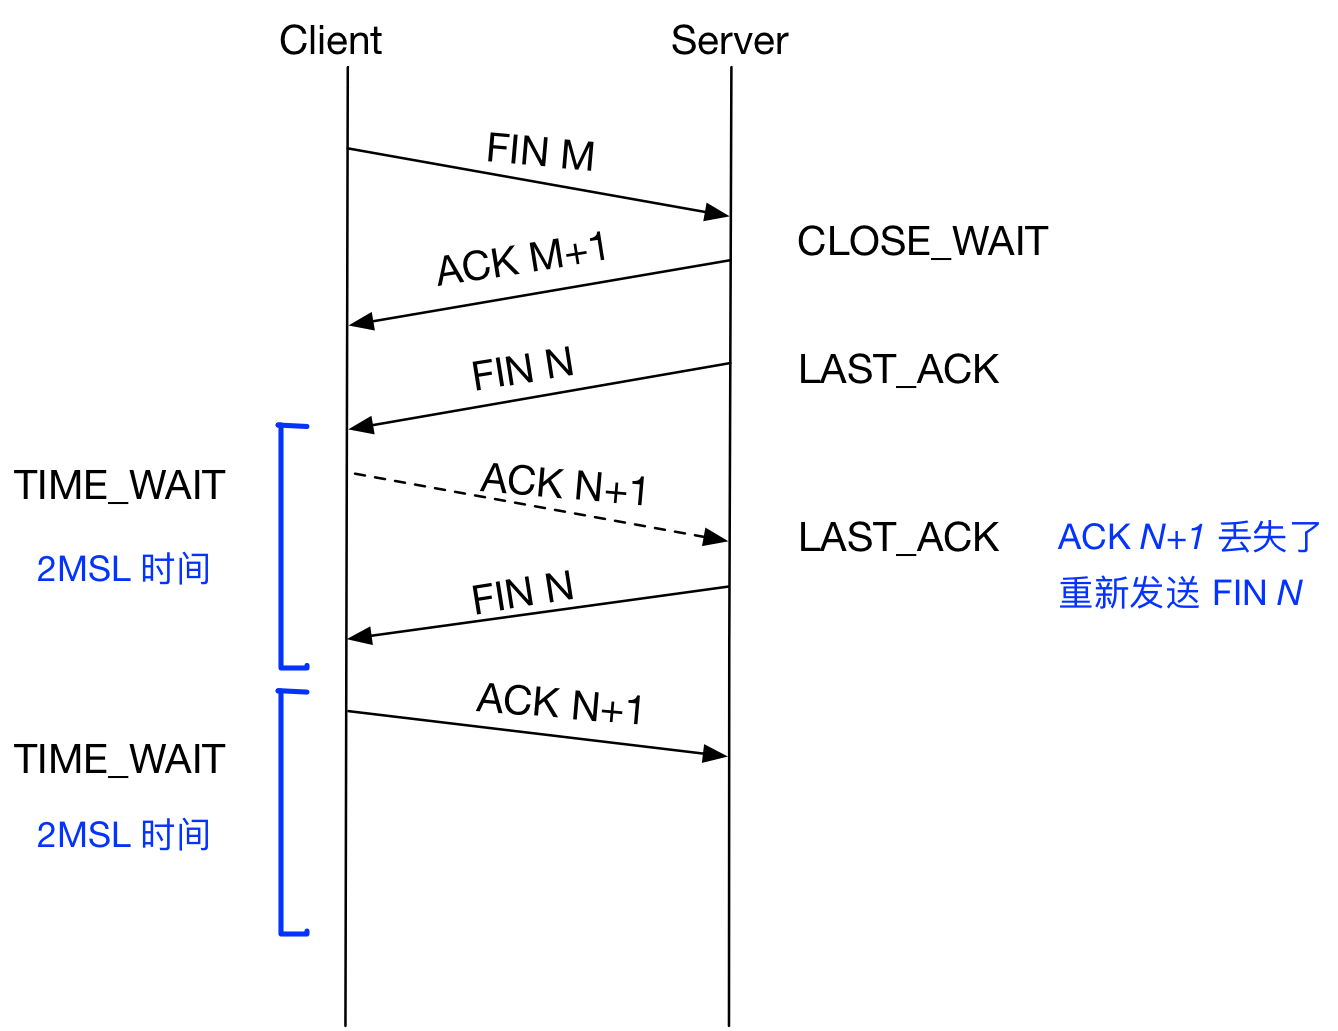 Client
Server
FIN M
CLOSE_WAIT
ACK M+1
FIN N
LAST_ACK
TIME_WAIT
ACK N+1
2MSL 时间
LAST_ACK
ACK N+1 丢失了
重新发送 FIN N
FIN N
ACK N+1
TIME_WAIT
2MSL 时间